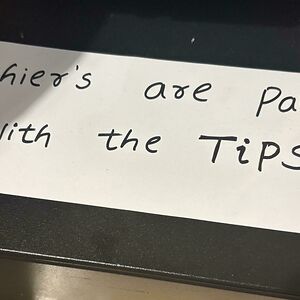 hier's are pa
ith the TiPS